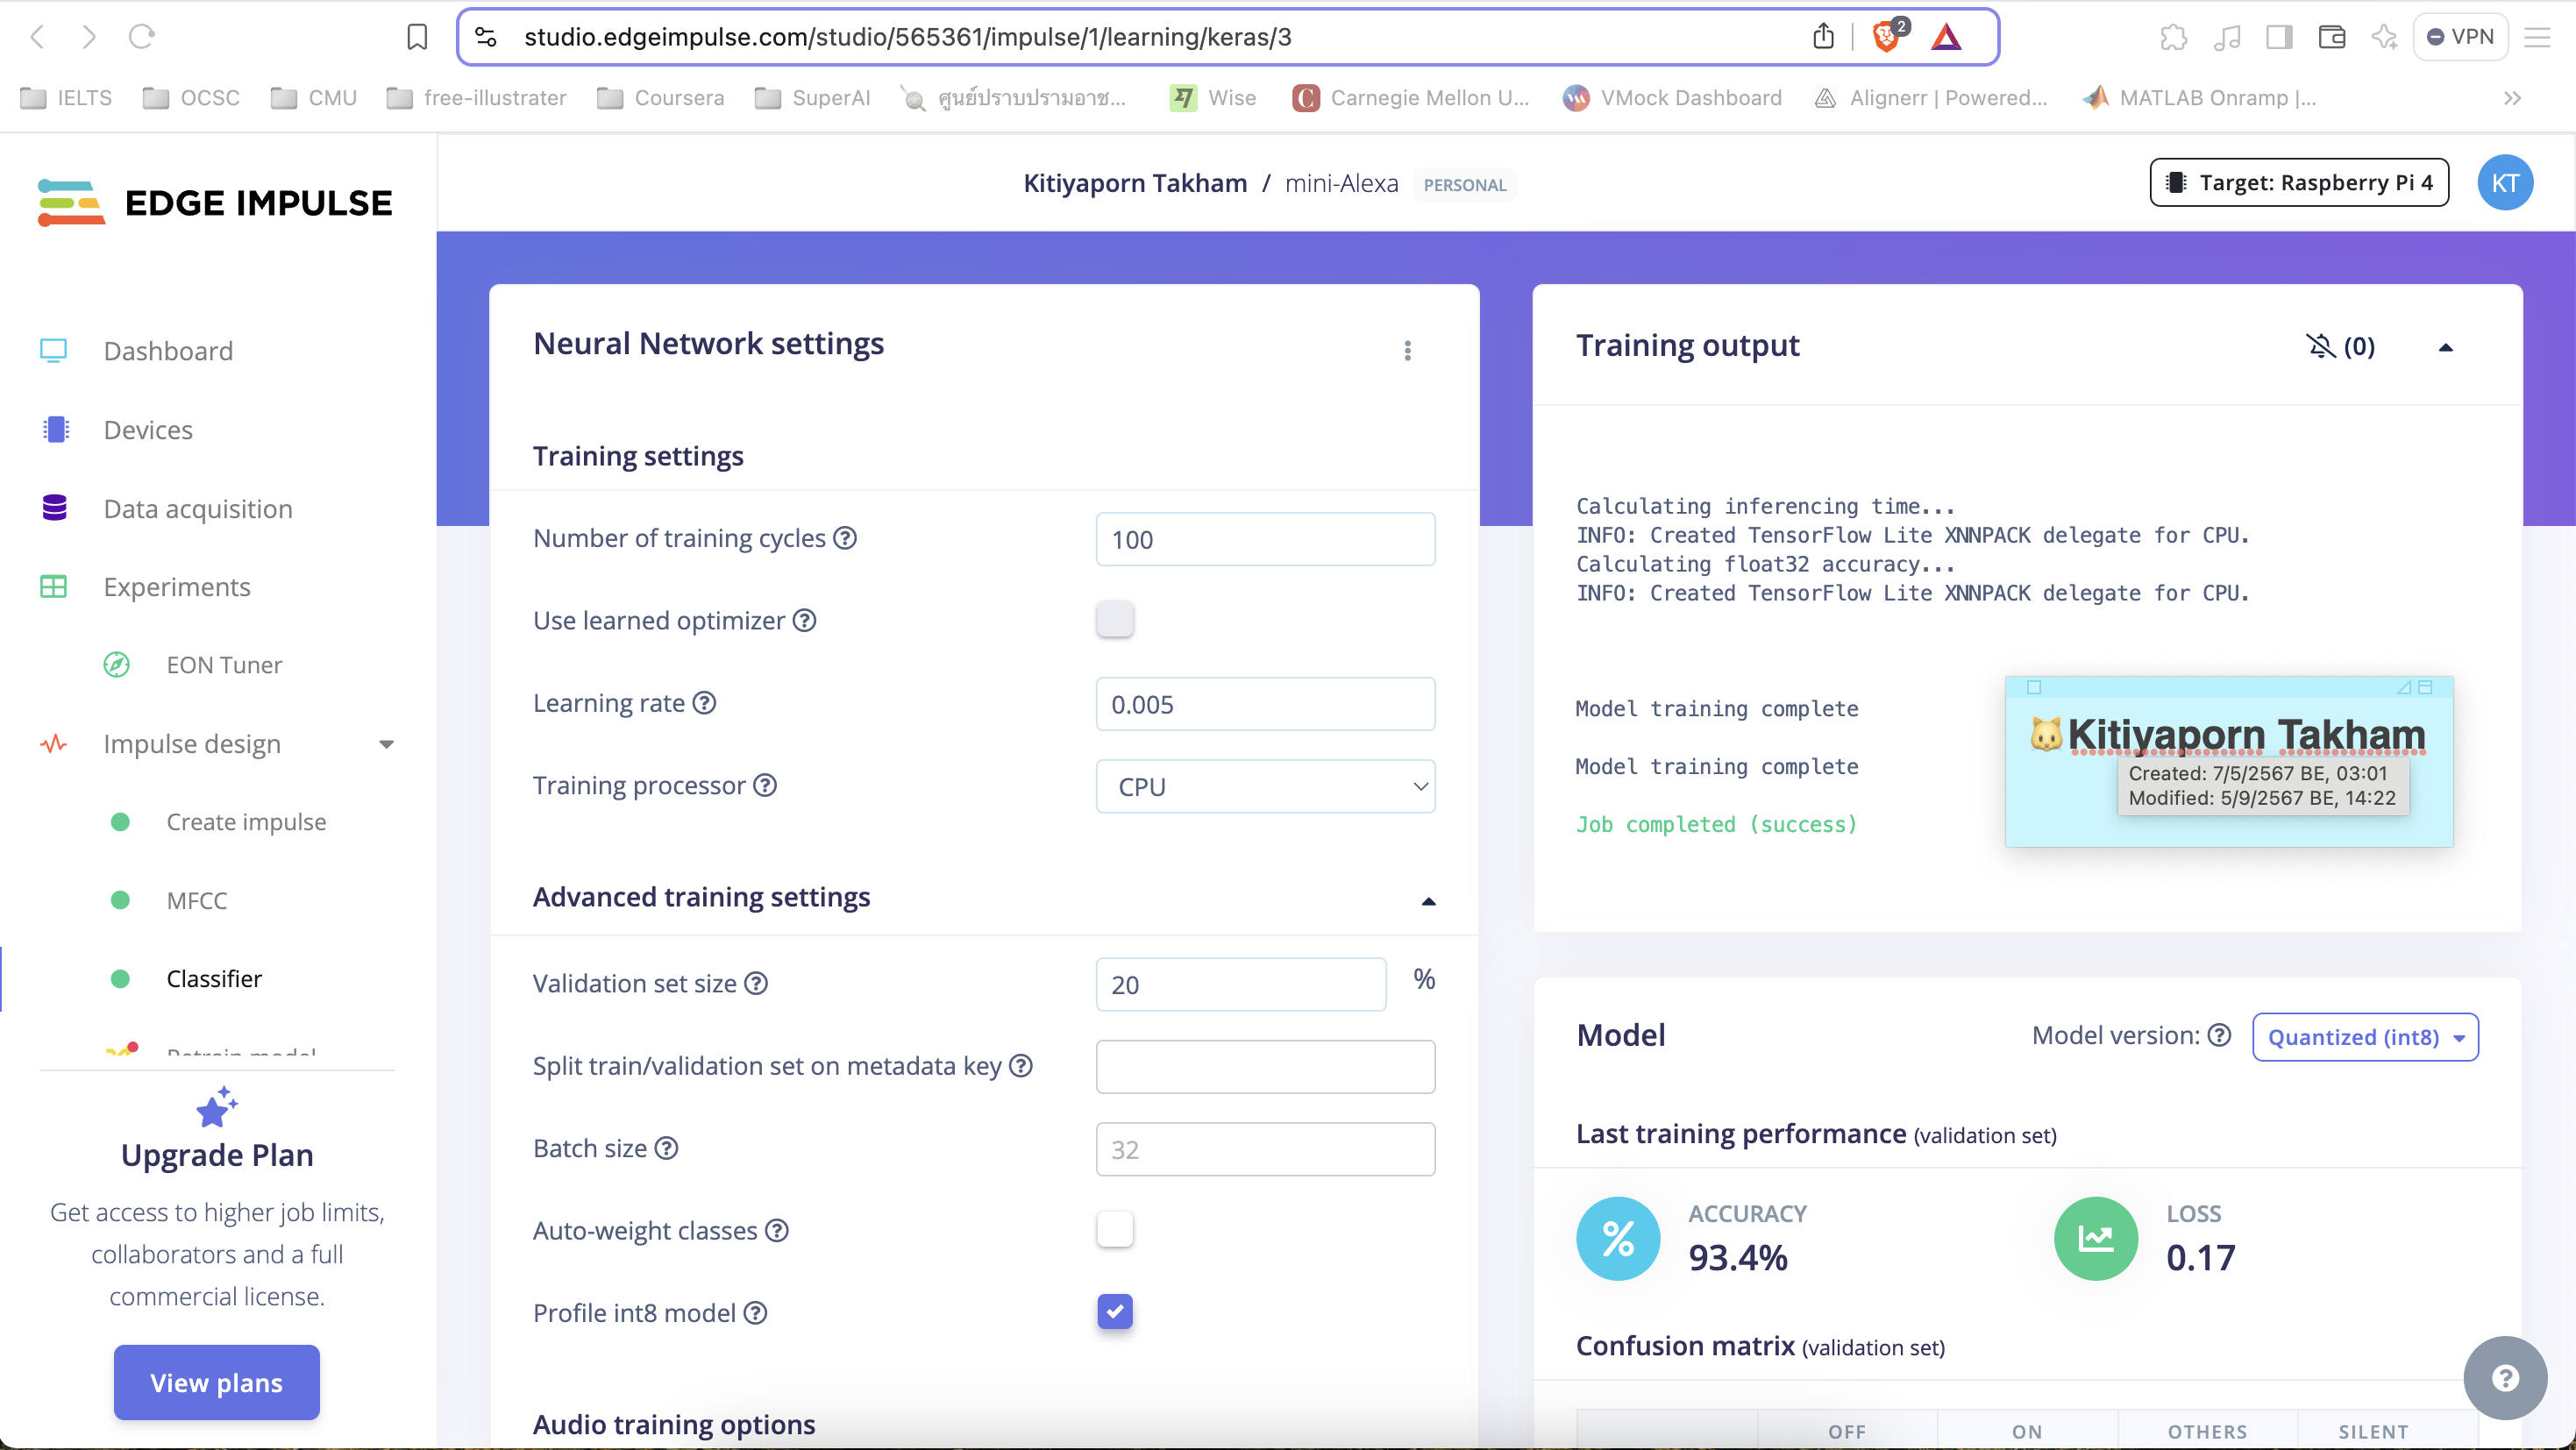 studio.edgeimpulse.com/studio/565361/impulse/1/learning/keras/3
2
VPN
IELTS
OCSC
CMU
free-illustrater
Coursera
SuperAI
ศูนย์ปราบปรามอาช...
Wise
Carnegie Mellon U...
VMock Dashboard
Alignerr | Powered...
MATLAB Onramp |...
EDGE IMPULSE
Kitiyaporn Takham / mini-Alexa PERSONAL
Target: Raspberry Pi 4
KT
Dashboard
Devices
Data acquisition
Experiments
EON Tuner
Impulse design
Create impulse
MFCC
Classifier
Retrain model
Upgrade Plan
Get access to higher job limits,
collaborators and a full
commercial license.
View plans
Neural Network settings
Training settings
Number of training cycles
100
Use learned optimizer
Learning rate
0.005
Training processor
CPU
Advanced training settings
Validation set size
20
%
Split train/validation set on metadata key
Batch size
32
Auto-weight classes
Profile int8 model
Audio training options
Training output
(0)
Calculating inferencing time...
INFO: Created TensorFlow Lite XNNPACK delegate for CPU.
Calculating float32 accuracy...
INFO: Created TensorFlow Lite XNNPACK delegate for CPU.
Model training complete
Model training complete
Job completed (success)
Kitiyaporn Takham
Created: 7/5/2567 BE, 03:01
Modified: 5/9/2567 BE, 14:22
Model
Model version:
Quantized (int8)
Last training performance (validation set)
%
ACCURACY
93.4%
LOSS
0.17
Confusion matrix (validation set)
OFF
ON
OTHERS
SILENT